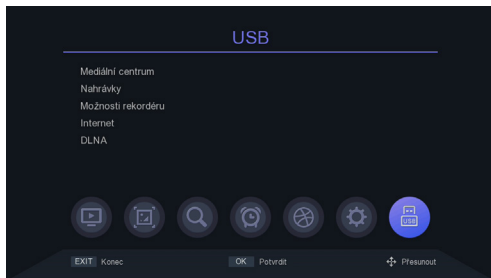 USB
Mediální centrum
Nahrávky
Možnosti rekordéru
Internet
DLNA
USB
EXIT Konec OK Potvrdit Přesunout